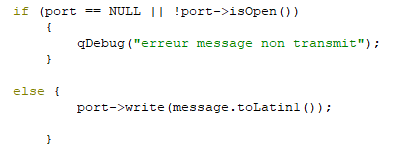 if (port == NULL || !port->isOpen())
{
qDebug("erreur message non transmit");
}
else {
port->write(message.toLatin1());
}